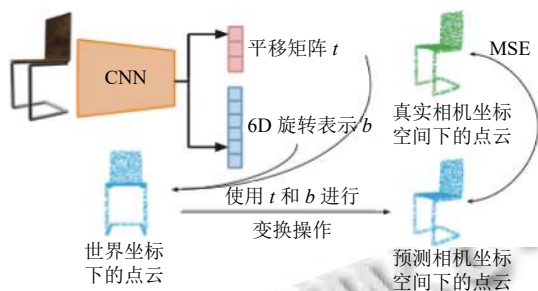 CNN
平移矩阵 t
6D 旋转表示 b
MSE
真实相机坐标
空间下的点云
使用 t 和 b 进行
变换操作
世界坐标
下的点云
预测相机坐标
空间下的点云